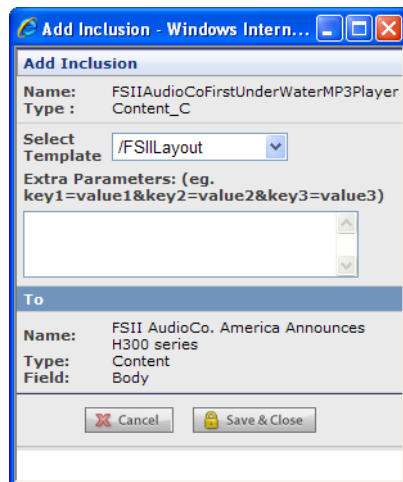 Add Inclusion - Windows Intern...
Add Inclusion
Name: FSIIAudioCoFirstUnderWaterMP3Player
Type : Content_C
Select Template /FSIILayout
Extra Parameters: (eg.
key1=value1&key2=value2&key3=value3)
To
Name: FSII AudioCo. America Announces
H300 series
Type: Content
Field: Body
Cancel Save & Close